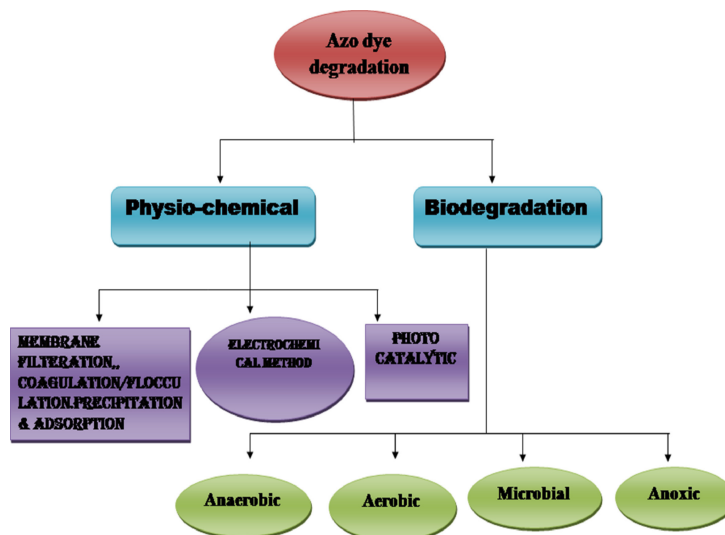 Azo dye
degradation
Physio-chemical
Biodegradation
MEMBRANE
FILTERATION,,
COAGULATION/FLOCCU
LATION.PRECIPITATION
& ADSORPTION
ELECTROCHEMI
CAL METHOD
PHOTO
CATALYTIC
Anaerobic
Aerobic
Microbial
Anoxic